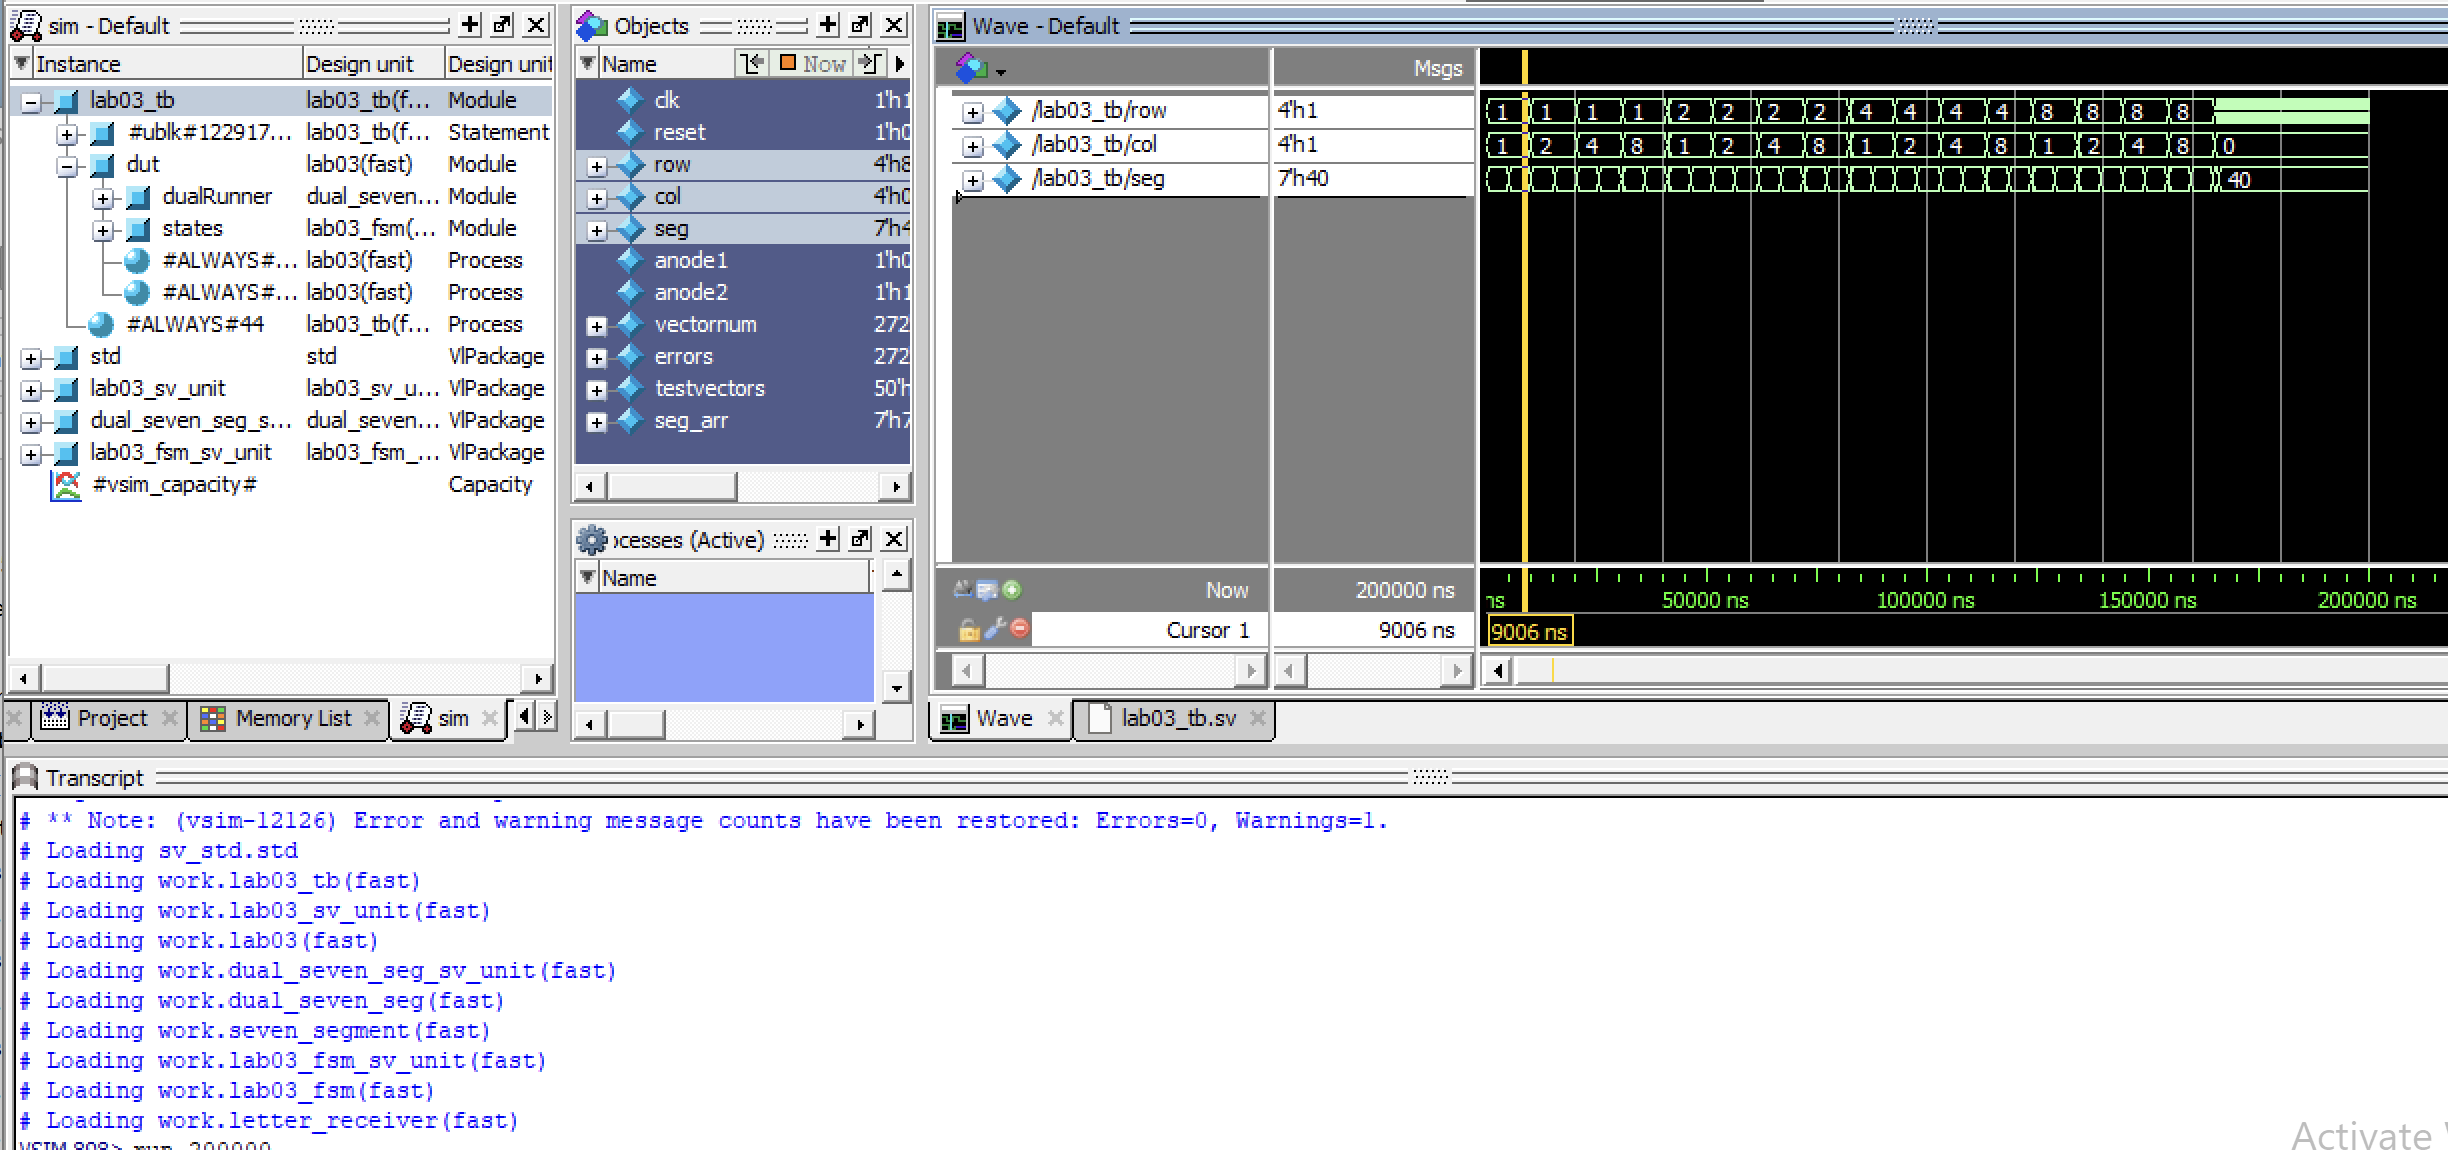 sim - Default
Instance Design unit Design unit
lab03_tb lab03_tb(f... Module
#ublk#122917... lab03_tb(f... Statement
dut lab03(fast) Module
dualRunner dual_seven... Module
states lab03_fsm(... Module
#ALWAYS#... lab03(fast) Process
#ALWAYS#... lab03(fast) Process
#ALWAYS#44 lab03_tb(f... Process
std std VlPackage
lab03_sv_unit lab03_sv_u... VlPackage
dual_seven_seg_s... dual_seven... VlPackage
lab03_fsm_sv_unit lab03_fsm_... VlPackage
#vsim_capacity# Capacity
Project Memory List sim
Objects
Name Now
clk 1'h1
reset 1'h0
row 4'h8
col 4'h0
seg 7'h4
anode1 1'h0
anode2 1'h1
vectornum 272
errors 272
testvectors 50'h
seg_arr 7'h7
ocesses (Active)
Name
Wave - Default
Msgs
/lab03_tb/row 4'h1 1 1 1 1 2 2 2 2 4 4 4 4 8 8 8 8
/lab03_tb/col 4'h1 1 2 4 8 1 2 4 8 1 2 4 8 1 2 4 8 0
/lab03_tb/seg 7'h40 40
Now 200000 ns ns 50000 ns 100000 ns 150000 ns 200000 ns
Cursor 1 9006 ns 9006 ns
Wave lab03_tb.sv
Transcript
# ** Note: (vsim-12126) Error and warning message counts have been restored: Errors=0, Warnings=1.
# Loading sv_std.std
# Loading work.lab03_tb(fast)
# Loading work.lab03_sv_unit(fast)
# Loading work.lab03(fast)
# Loading work.dual_seven_seg_sv_unit(fast)
# Loading work.dual_seven_seg(fast)
# Loading work.seven_segment(fast)
# Loading work.lab03_fsm_sv_unit(fast)
# Loading work.lab03_fsm(fast)
# Loading work.letter_receiver(fast)
run 200000
Activate